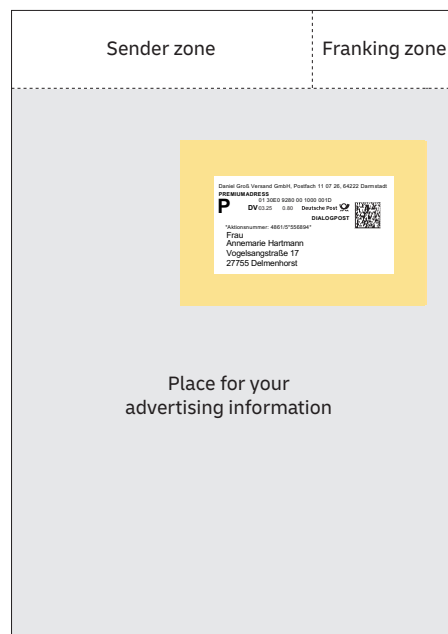 Sender zone
Franking zone
Daniel Groß Versand GmbH, Postfach 11 07 26, 64222 Darmstadt
PREMIUMADRESS
01 30E0 9260 00 1000 001D
P DV 03.25 0.80 Deutsche Post
DIALOGPOST
*Aktionsnummer: 4861/5*556894*
Frau
Annemarie Hartmann
Vogelsangstraße 17
27755 Delmenhorst
Place for your
advertising information